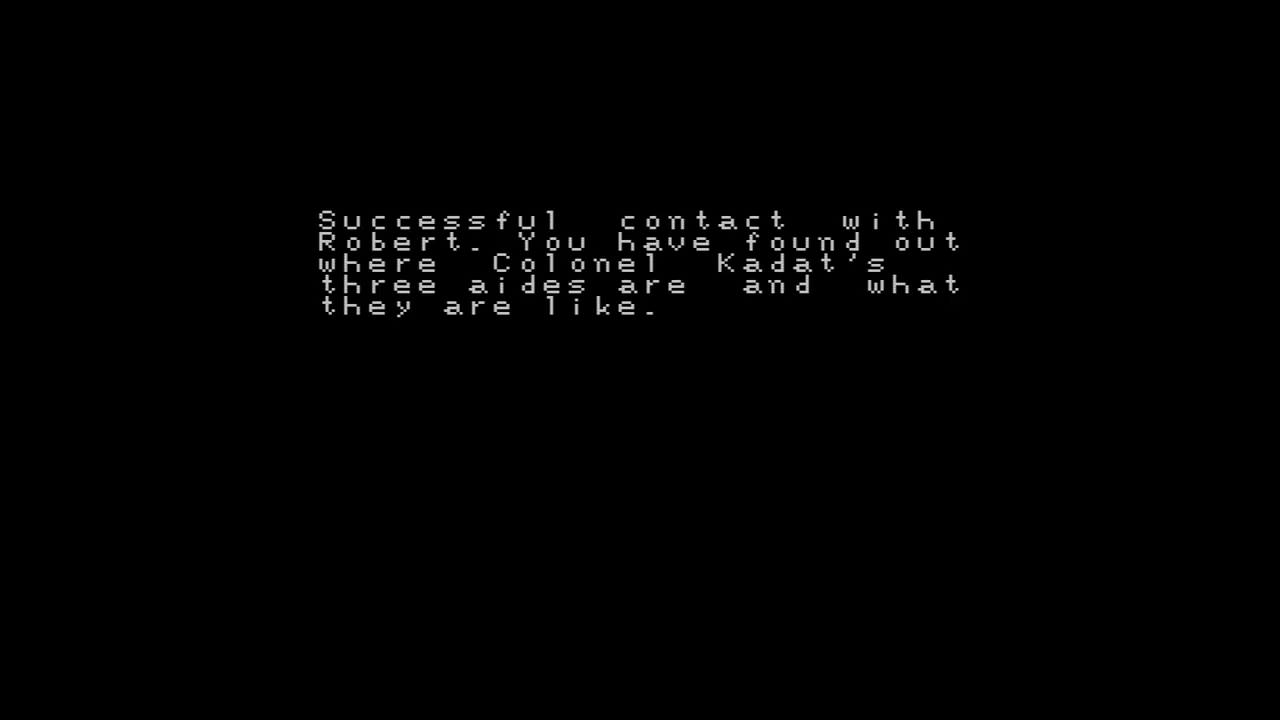 Successful contact with
Robert. You have found out
where Colonel Kadat's
three aides are and what
they are like.